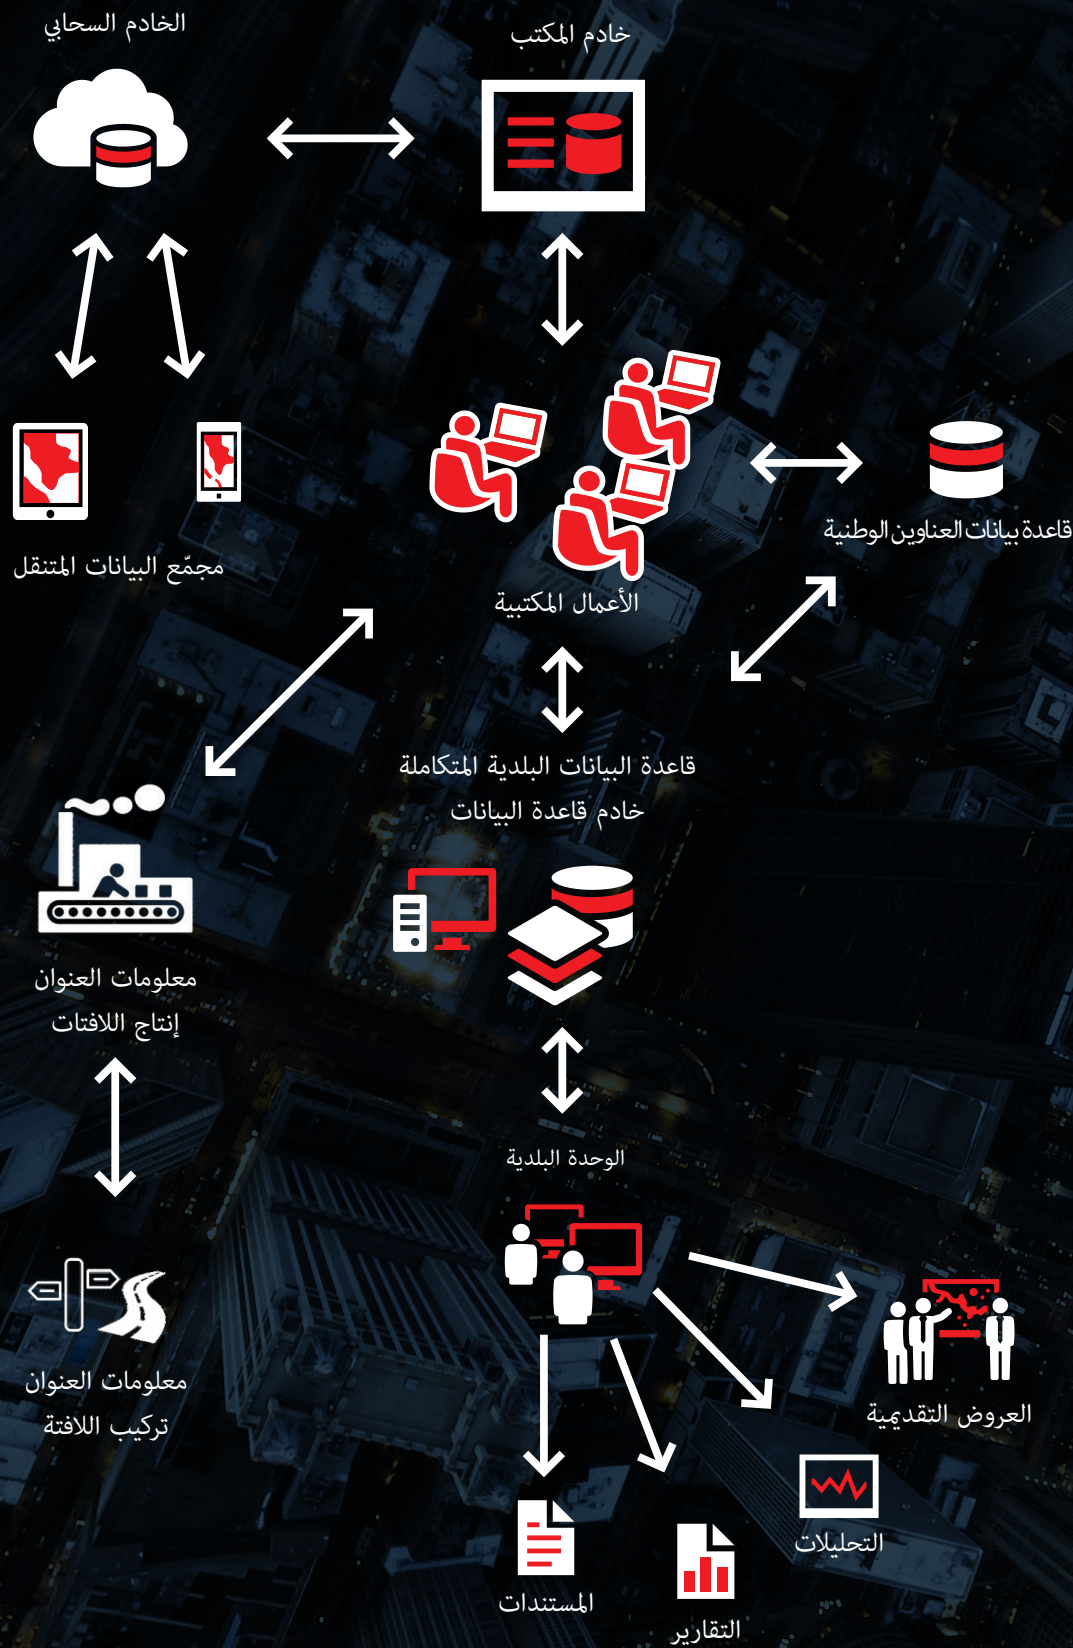 خادم المكتب
الخادم السحابي
قاعدة بيانات العناوين الوطنية
مجمّع البيانات المتنقل
الأعمال المكتبية
قاعدة البيانات البلدية المتكاملة
خادم قاعدة البيانات
معلومات العنوان
إنتاج اللافتات
الوحدة البلدية
معلومات العنوان
تركيب اللافتة
العروض التقديمية
التحليلات
المستندات
التقارير